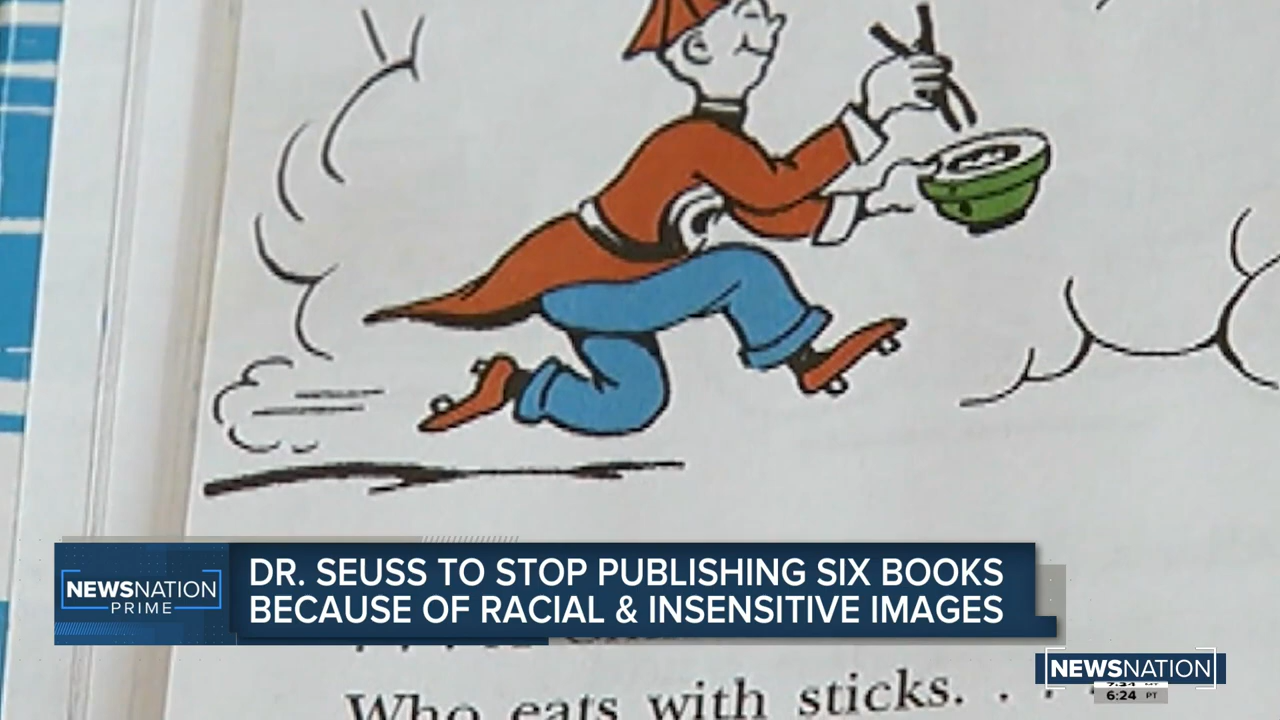 NEWSNATION
PRIME
DR. SEUSS TO STOP PUBLISHING SIX BOOKS
BECAUSE OF RACIAL & INSENSITIVE IMAGES
Who eats with sticks. . .
NEWSNATION
6:24 PT